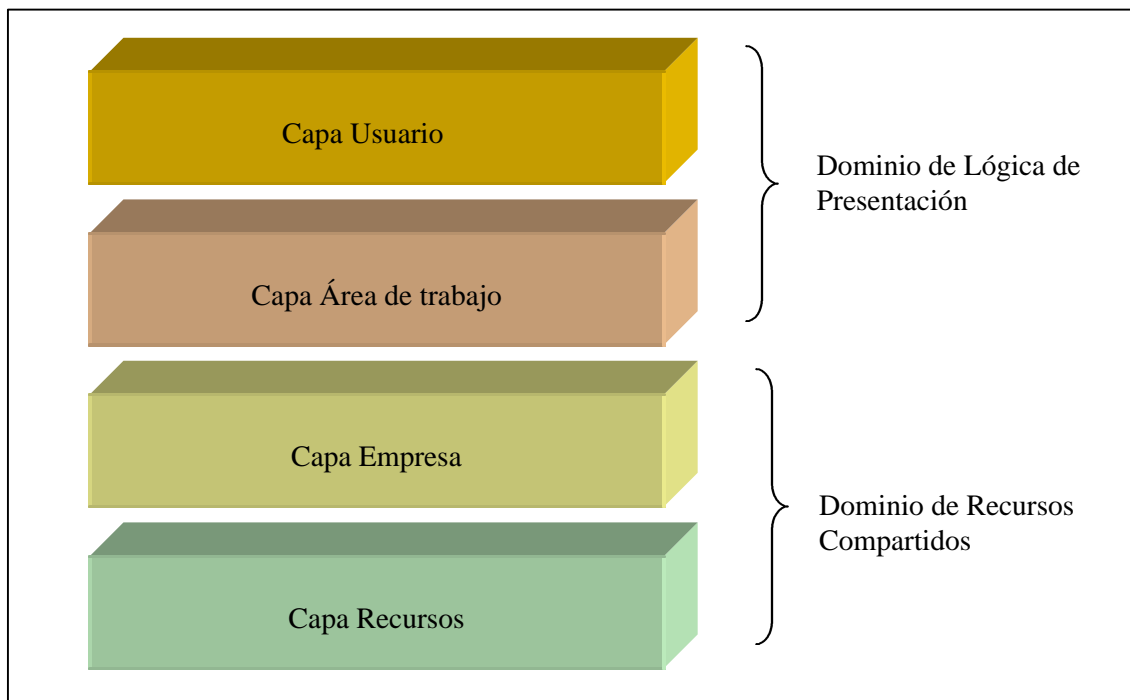 Capa Usuario
Dominio de Lógica de
Presentación
Capa Área de trabajo
Capa Empresa
Dominio de Recursos
Compartidos
Capa Recursos